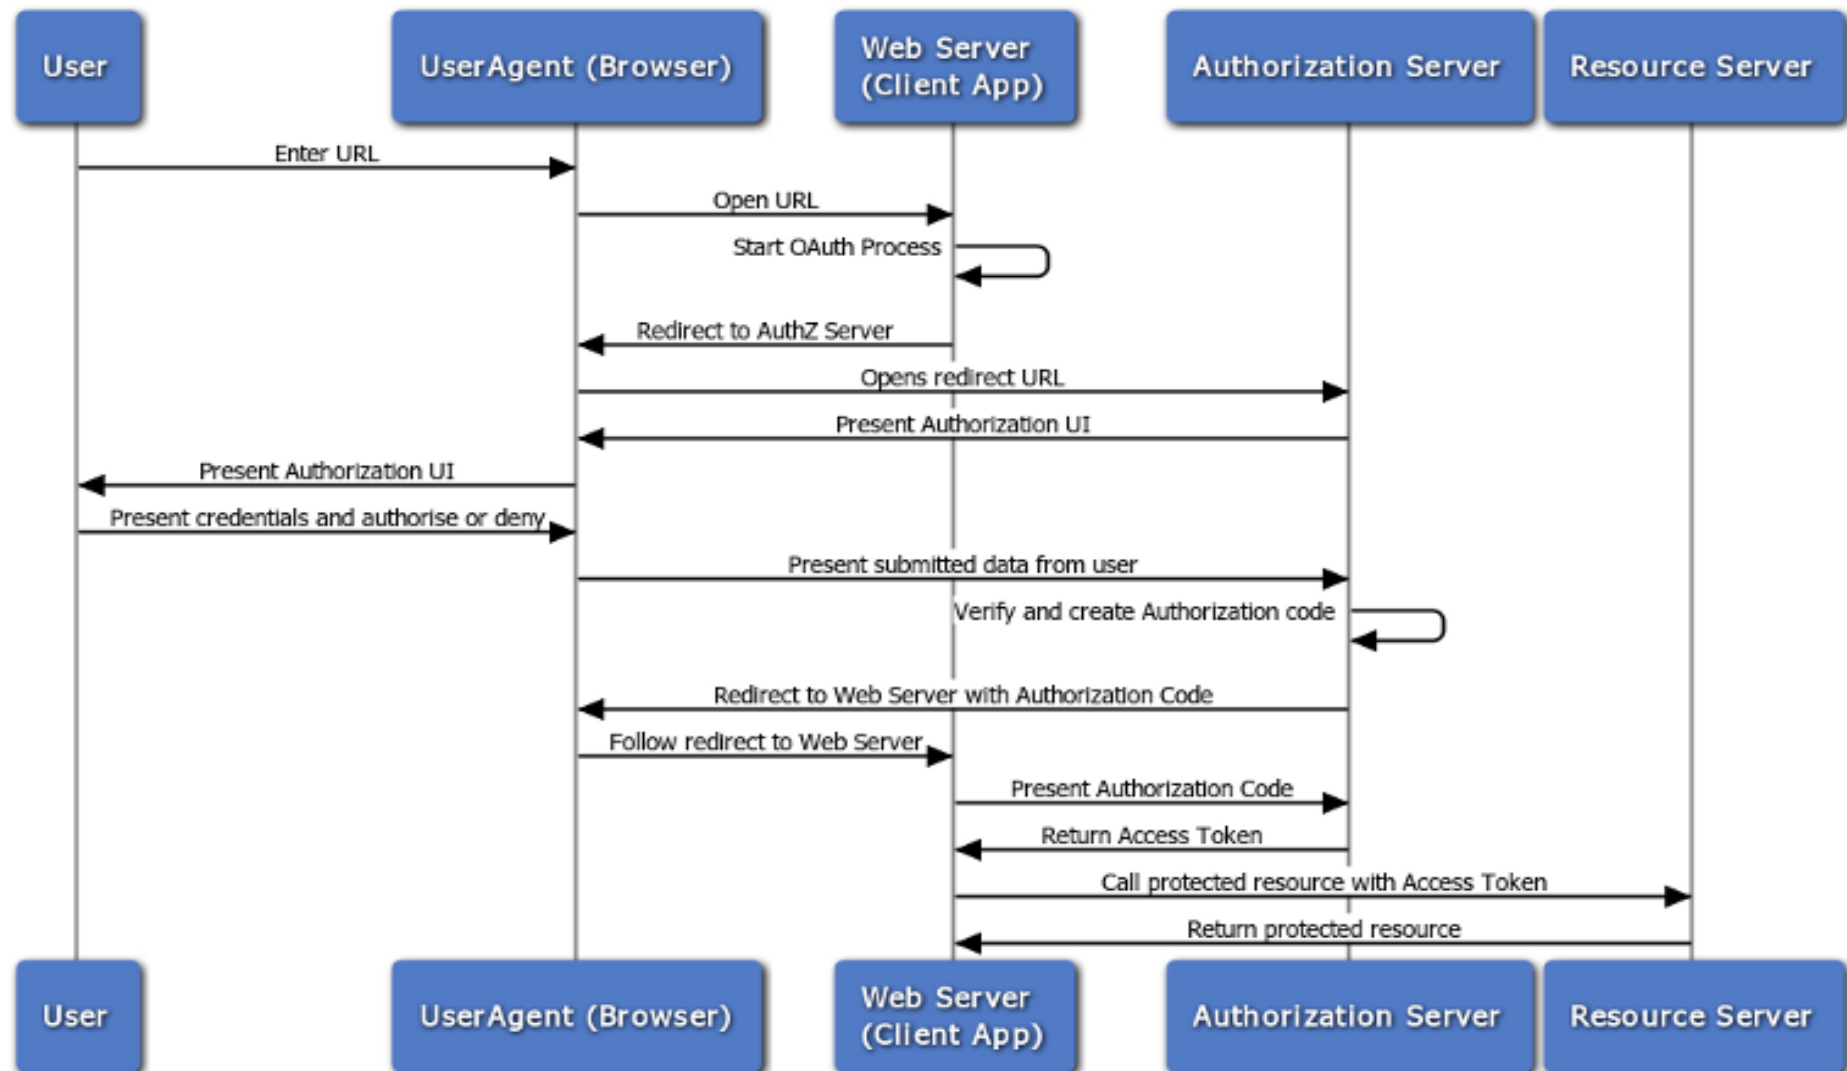 User
UserAgent (Browser)
Web Server
(Client App)
Authorization Server
Resource Server
Enter URL
Open URL
Start OAuth Process
Redirect to AuthZ Server
Opens redirect URL
Present Authorization UI
Present Authorization UI
Present credentials and authorise or deny
Present submitted data from user
Verify and create Authorization code
Redirect to Web Server with Authorization Code
Follow redirect to Web Server
Present Authorization Code
Return Access Token
Call protected resource with Access Token
Return protected resource
User
UserAgent (Browser)
Web Server
(Client App)
Authorization Server
Resource Server